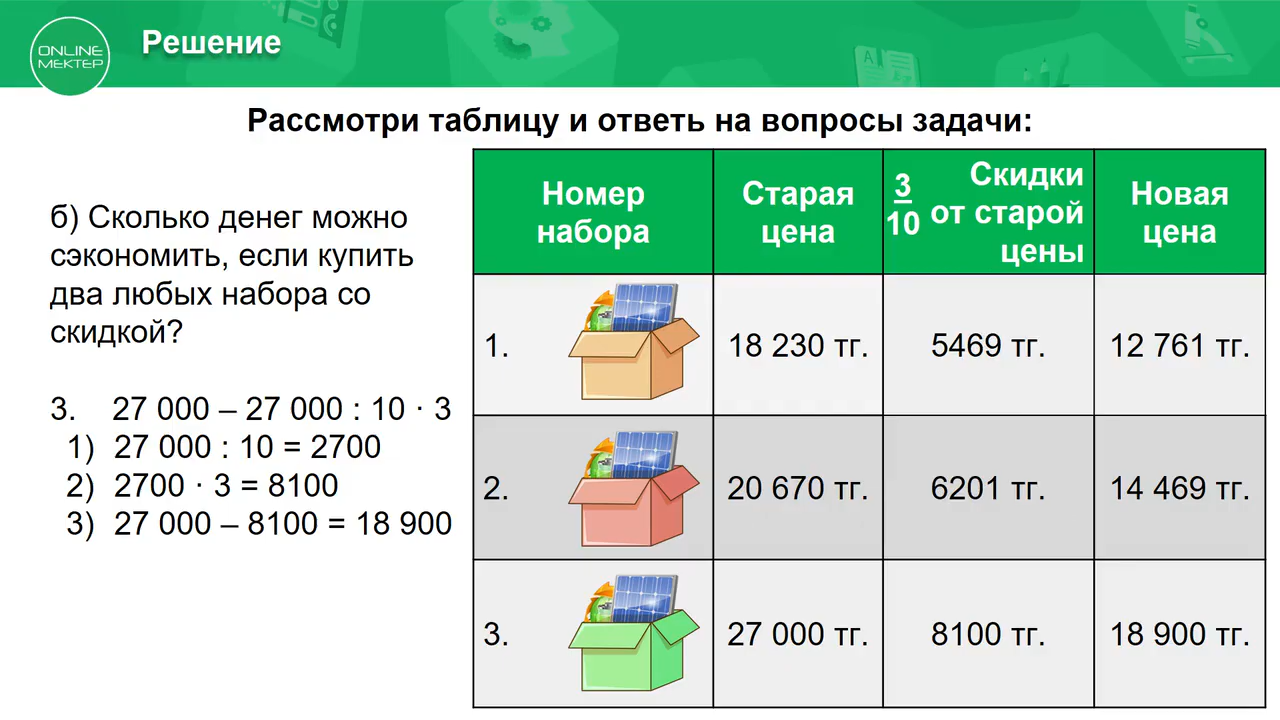 ONLINE
МЕКТЕР
Решение
Рассмотри таблицу и ответь на вопросы задачи:
б) Сколько денег можно
сэкономить, если купить
два любых набора со
скидкой?
3. 27 000 – 27 000 : 10 · 3
1) 27 000 : 10 = 2700
2) 2700 · 3 = 8100
3) 27 000 – 8100 = 18 900
Номер
набора
Старая
цена
3/10 Скидки
от старой
цены
Новая
цена
1. 18 230 тг. 5469 тг. 12 761 тг.
2. 20 670 тг. 6201 тг. 14 469 тг.
3. 27 000 тг. 8100 тг. 18 900 тг.